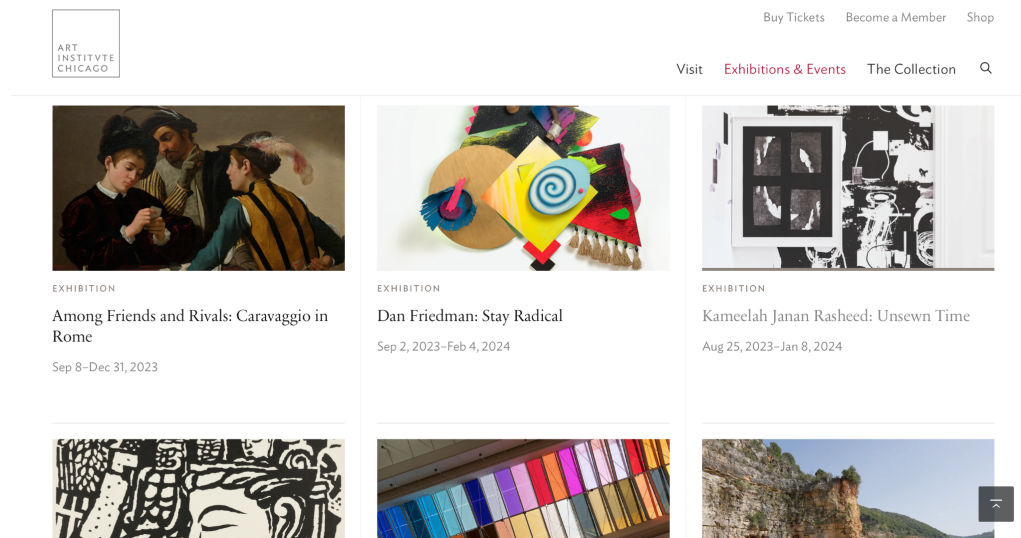 Buy Tickets Become a Member Shop
ART
INSTITVTE
CHICAGO
Visit Exhibitions & Events The Collection
EXHIBITION
Among Friends and Rivals: Caravaggio in
Rome
Sep 8–Dec 31, 2023
EXHIBITION
Dan Friedman: Stay Radical
Sep 2, 2023–Feb 4, 2024
EXHIBITION
Kameelah Janan Rasheed: Unsewn Time
Aug 25, 2023–Jan 8, 2024